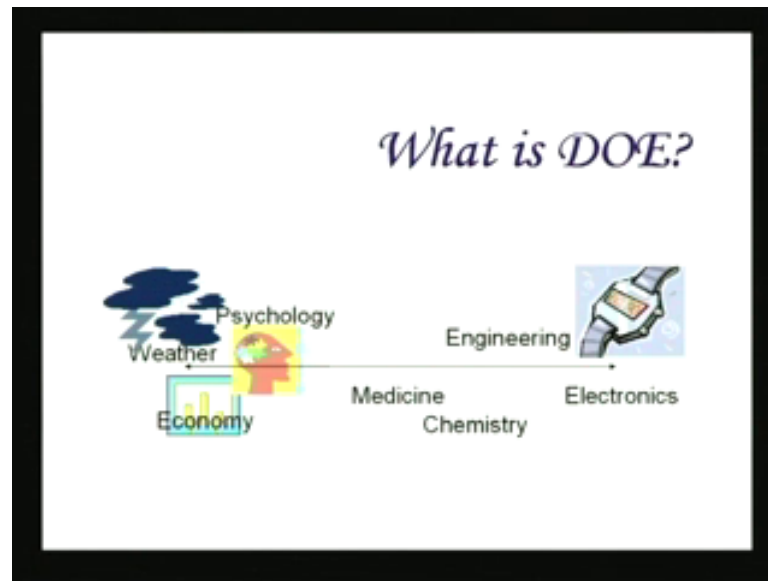 What is DOE?
Psychology
Engineering
Weather
Medicine
Electronics
Economy
Chemistry